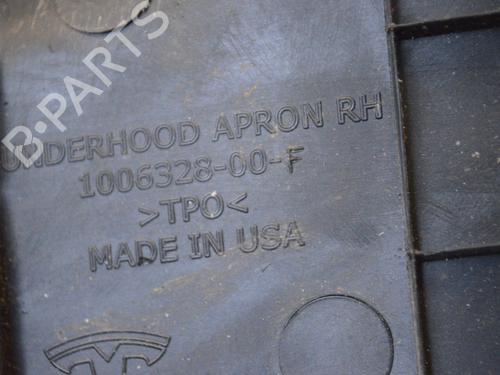 B-PARTS
UNDERHOOD APRON RH
1006328-00-F
>TPO<
MADE IN USA